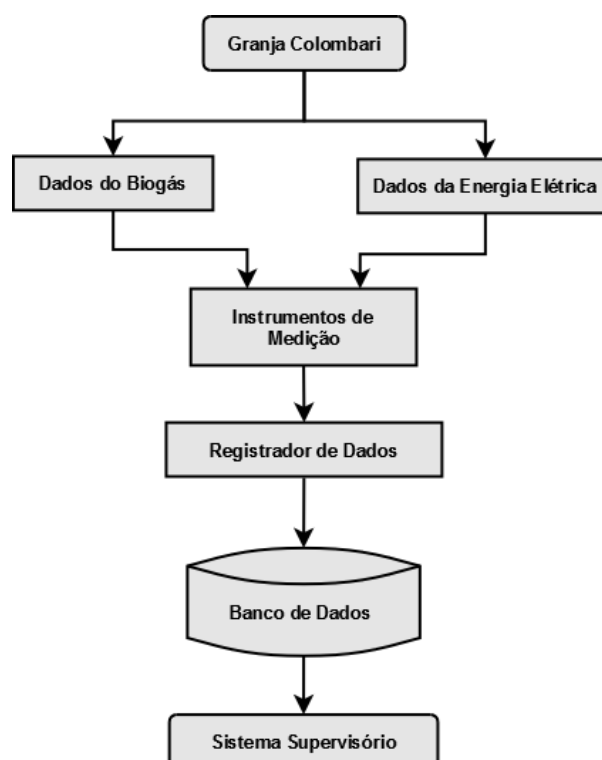 Granja Colombari
Dados do Biogás
Dados da Energia Elétrica
Instrumentos de
Medição
Registrador de Dados
Banco de Dados
Sistema Supervisório